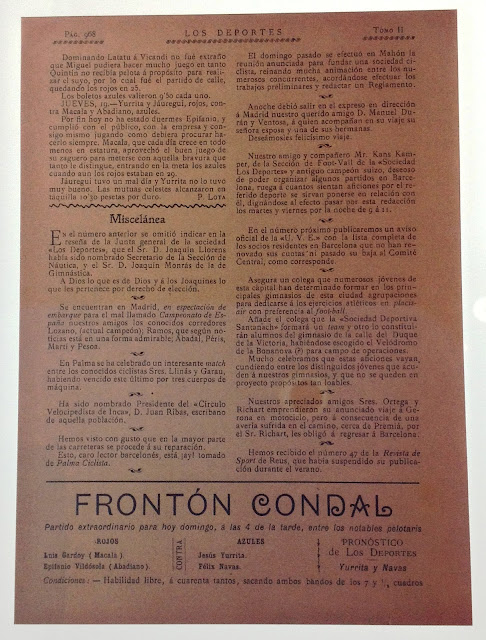 PÁG. 968 LOS DEPORTES TOMO II
Dominando Latatu á Vicandi no fué extraño
que Miguel pudiera hacer mucho juego en tanto
Quintín no recibía pelota á propósito para reali-
zar el suyo, por lo cual fué el partido de calle,
quedando los rojos en 28.
Los boletos azules valieron 9'50 cada uno.
JUEVES, 19.—Yurrita y Jáuregui, rojos, con-
tra Macala y Abadiano, azules.
Por fin hoy no ha estado duermes Epifanio, y
cumplió con el público, con la empresa y con-
sigo mismo jugando como debiera procurar ha-
cerlo siempre. Macala, que cada día crece en todo
menos en estatura, aprovechó el buen juego de
su zaguero para meterse con aquella bravura que
tanto le distingue, entrando en la meta los azules
cuando aun los rojos estaban en 29.
Jáuregui tuvo mal día y Yurrita no lo tuvo
muy bueno. Las mutuas celestes alcanzaron en
taquilla 10'30 pesetas por duro. P. LOTA
Miscelánea
EN el número anterior se omitió indicar en la
reseña de la Junta general de la sociedad
«Los Deportes», que el Sr. D. Joaquín Llorens
había sido nombrado Secretario de la Sección de
Náutica, y el Sr. D. Joaquín Monrás de la de
Gimnástica.
A Dios lo que es de Dios y á los Joaquines lo
que les pertenece por derecho de elección.
Se encuentran en Madrid, en espectación de
embarque para el mal llamado Campeonato de Es-
paña nuestros amigos los conocidos corredores
Lozano, (actual campeón); Ramos, que según no-
ticias está en una forma admirable; Abadal, Péris,
Martí y Pesoa.
En Palma se ha celebrado un interesante match
entre los conocidos ciclistas Sres. Llinás y Garau,
habiendo vencido este último por tres cuerpos de
máquina.
Ha sido nombrado Presidente del «Círculo
Velocipedista de Inca», D. Juan Ribas, escribano
de aquella población.
Hemos visto con gusto que en la mayor parte
de las carreteras se procede á su reparación.
Esto, caro lector barcelonés, está ¡ay! tomado
de Palma Ciclista.
El domingo pasado se efectuó en Mahón la
reunión anunciada para fundar una sociedad ci-
clista, reinando mucha animación entre los nu-
merosos concurrentes, acordándose efectuar los
trabajos preliminares y redactar un Reglamento.
Anoche debió salir en el expreso en dirección
á Madrid nuestro querido amigo D. Manuel Du-
rán y Ventosa, á quien acompañan en su viaje su
señora esposa y una de sus hermanas.
Deseámosles felicísimo viaje.
Nuestro amigo y compañero Mr. Kans Kam-
per, de la Sección de Foot-Vall de la «Sociedad
Los Deportes» y antiguo campeón suizo, deseoso
de poder organizar algunos partidos en Barce-
lona, ruega á cuantos sientan aficiones por el re-
ferido deporte se sirvan ponerse en relación con
él, dignándose al efecto pasar por esta redacción
los martes y viernes por la noche de 9 á 11.
En el número próximo publicaremos un aviso
oficial de la «U. V. E.» con la lista completa de
los socios residentes en Barcelona que no han re-
novado sus cuotas ni pasado su baja al Comité
Central, como corresponde.
Asegura un colega que numerosos jóvenes de
esta capital han determinado formar en los prin-
cipales gimnasios de esta ciudad agrupaciones
para dedicarse á los ejercicios atléticos en plein-
air con preferencia al foot-ball.
Añade el colega que la «Sociedad Deportiva
Santanach» formará un team y otro lo constitui-
rán alumnos del gimnasio de la calle del Duque
de la Victoria, habiéndose escogido el Velódromo
de la Bonanova (?) para campo de operaciones.
Mucho celebramos que estas aficiones vayan
cundiendo entre los distinguidos jóvenes que acu-
den á nuestros gimnasios, y que no se queden en
proyecto propósitos tan loables.
Nuestros apreciados amigos Sres. Ortega y
Richart emprendieron su anunciado viaje á Ge-
rona en motociclo, pero á consecuencia de una
avería sufrida en el camino, cerca de Premiá, por
el Sr. Richart, les obligó á regresar á Barcelona.
Hemos recibido el número 47 de la Revista de
Sport de Reus, que había suspendido su publica-
ción durante el verano.
FRONTÓN CONDAL
Partido extraordinario para hoy domingo, á las 4 de la tarde, entre los notables pelotaris
ROJOS
Luis Garány (Macala).
Epifanio Vildósola (Abadiano).
CONTRA
AZULES
Jesús Yurrita.
Félix Navas.
PRONÓSTICO
de LOS DEPORTES
Yurrita y Navas
Condiciones: — Habilidad libre, á cuarenta tantos, sacando ambos bandos de los 7 y ½ cuadros